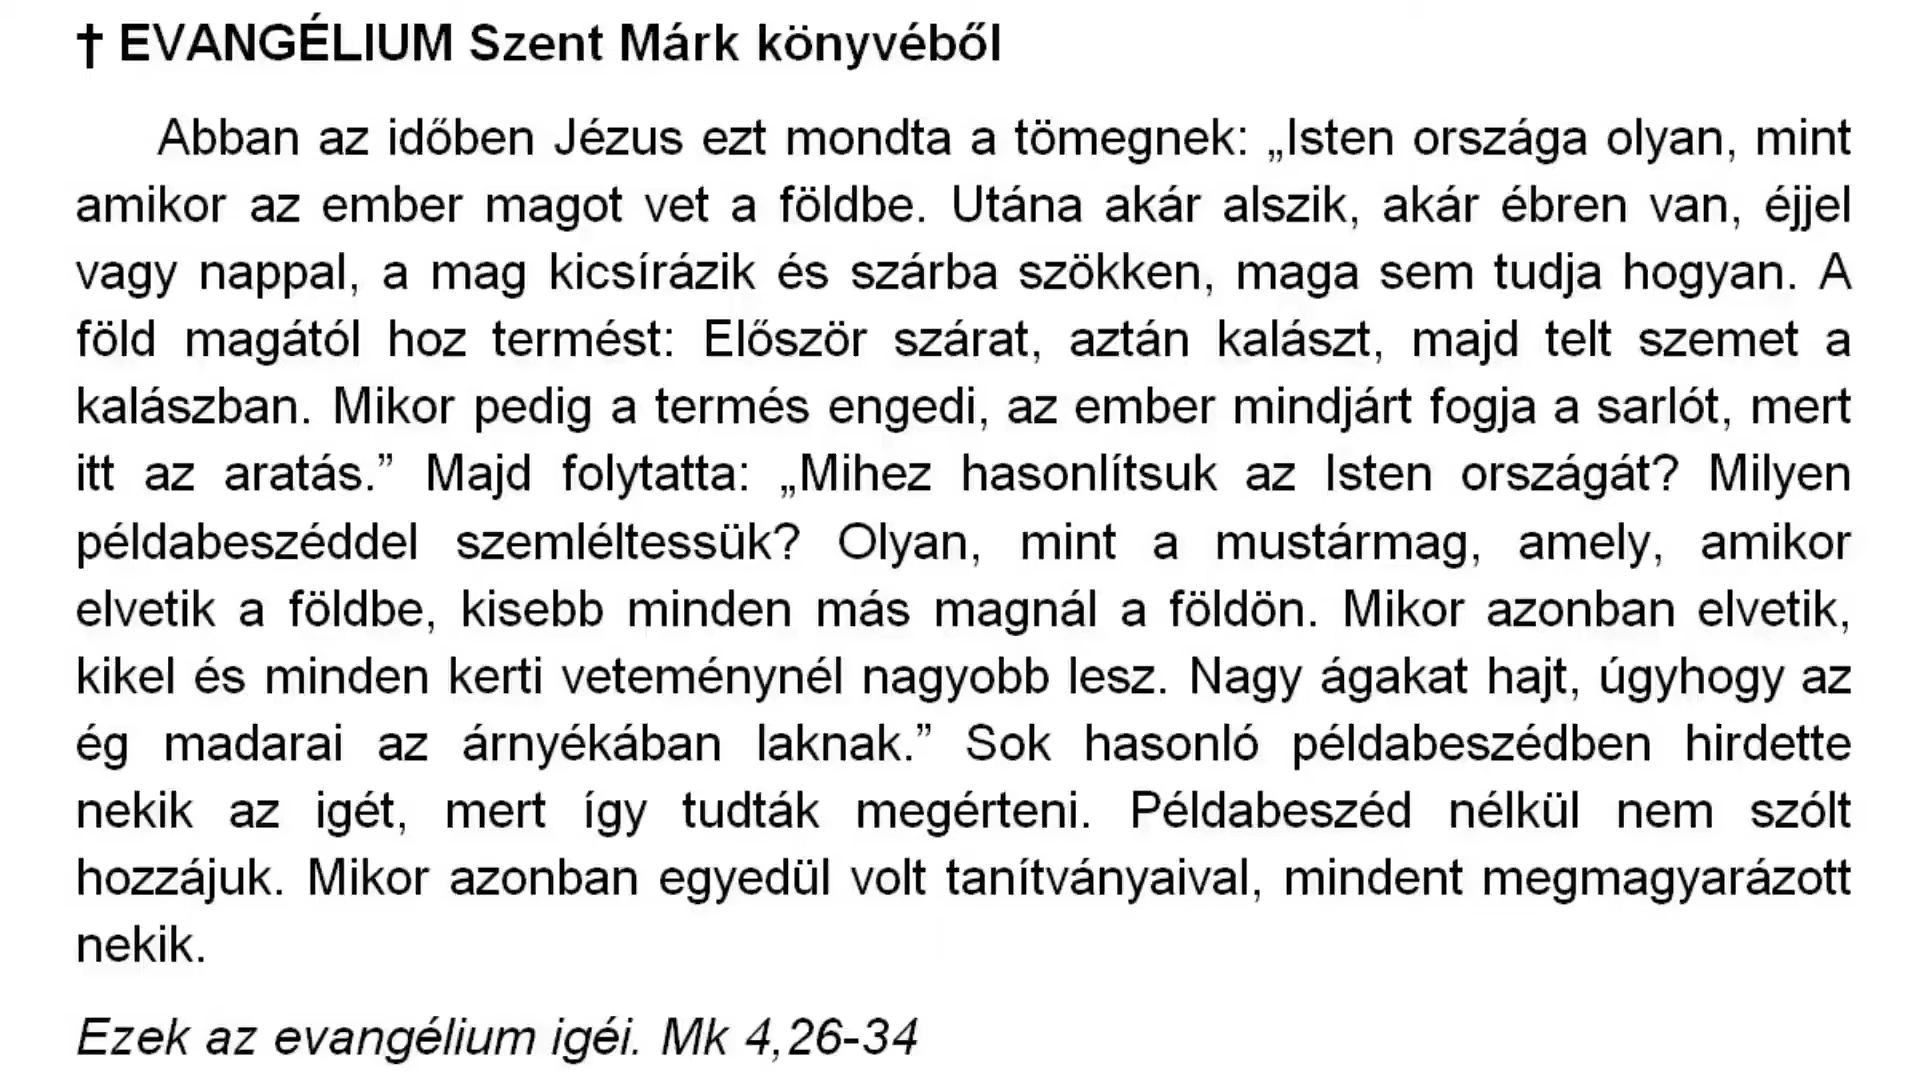 † EVANGÉLIUM Szent Márk könyvéből
Abban az időben Jézus ezt mondta a tömegnek: „Isten országa olyan, mint
amikor az ember magot vet a földbe. Utána akár alszik, akár ébren van, éjjel
vagy nappal, a mag kicsírázik és szárba szökken, maga sem tudja hogyan. A
föld magától hoz termést: Először szárat, aztán kalászt, majd telt szemet a
kalászban. Mikor pedig a termés engedi, az ember mindjárt fogja a sarlót, mert
itt az aratás.” Majd folytatta: „Mihez hasonlítsuk az Isten országát? Milyen
példabeszéddel szemléltessük? Olyan, mint a mustármag, amely, amikor
elvetik a földbe, kisebb minden más magnál a földön. Mikor azonban elvetik,
kikel és minden kerti veteménynél nagyobb lesz. Nagy ágakat hajt, úgyhogy az
ég madarai az árnyékában laknak.” Sok hasonló példabeszédben hirdette
nekik az igét, mert így tudták megérteni. Példabeszéd nélkül nem szólt
hozzájuk. Mikor azonban egyedül volt tanítványaival, mindent megmagyarázott
nekik.
Ezek az evangélium igéi. Mk 4,26-34